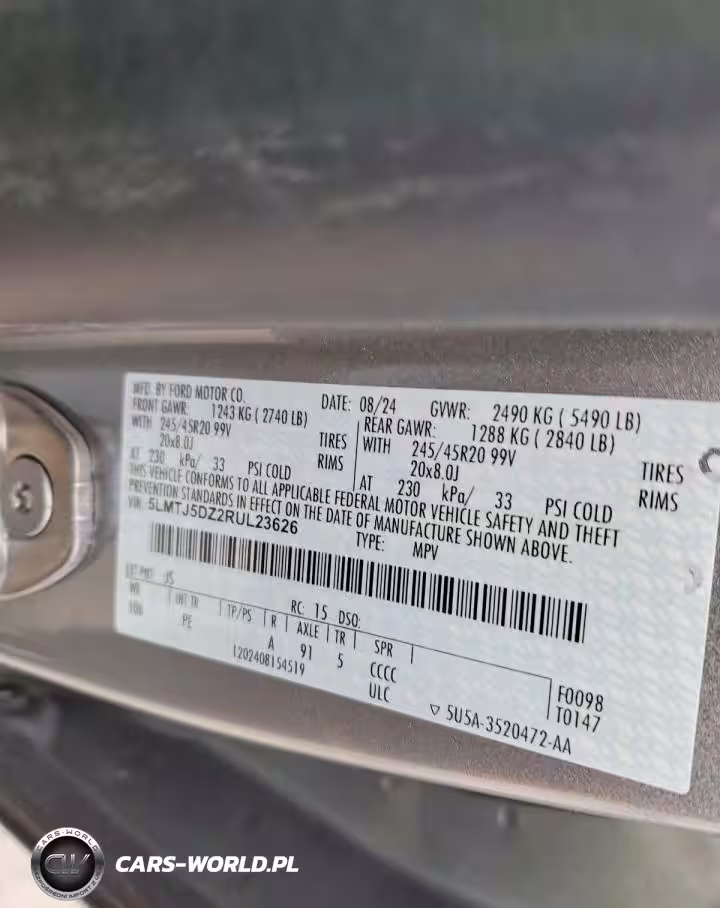 MFD. BY FORD MOTOR CO.
DATE: 08/24 GVWR: 2490 KG ( 5490 LB)
FRONT GAWR: 1243 KG ( 2740 LB)
WITH 245/45R20 99V TIRES
20x8.0J RIMS
AT 230 kPa/ 33 PSI COLD
REAR GAWR: 1288 KG ( 2840 LB)
WITH 245/45R20 99V TIRES
20x8.0J RIMS
AT 230 kPa/ 33 PSI COLD
THIS VEHICLE CONFORMS TO ALL APPLICABLE FEDERAL MOTOR VEHICLE SAFETY AND THEFT
PREVENTION STANDARDS IN EFFECT ON THE DATE OF MANUFACTURE SHOWN ABOVE.
VIN: 5LMTJ5DZ2RUL23626
TYPE: MPV
EXT PNT: JS RC: 15 DSO:
WB INT TR TP/PS R AXLE TR SPR
106 PE A 91 5 CCCC
1202408154519 ULC
F0098
T0147
▽ 5U5A-3520472-AA
CARS-WORLD
CW
CARS-WORLD.PL